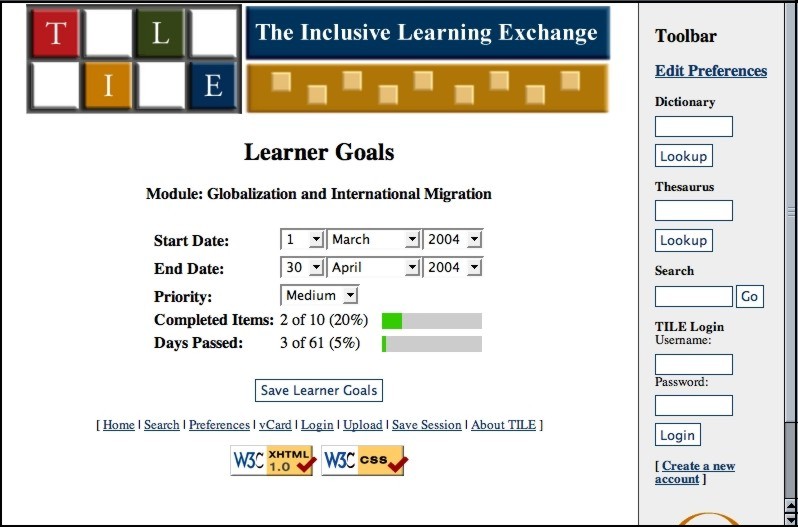 T L
I E
The Inclusive Learning Exchange
Learner Goals
Module: Globalization and International Migration
Start Date: 1 March 2004
End Date: 30 April 2004
Priority: Medium
Completed Items: 2 of 10 (20%)
Days Passed: 3 of 61 (5%)
Save Learner Goals
[ Home | Search | Preferences | vCard | Login | Upload | Save Session | About TILE ]
W3C XHTML 1.0 W3C CSS
Toolbar
Edit Preferences
Dictionary
Lookup
Thesaurus
Lookup
Search
Go
TILE Login
Username:
Password:
Login
[ Create a new
account ]